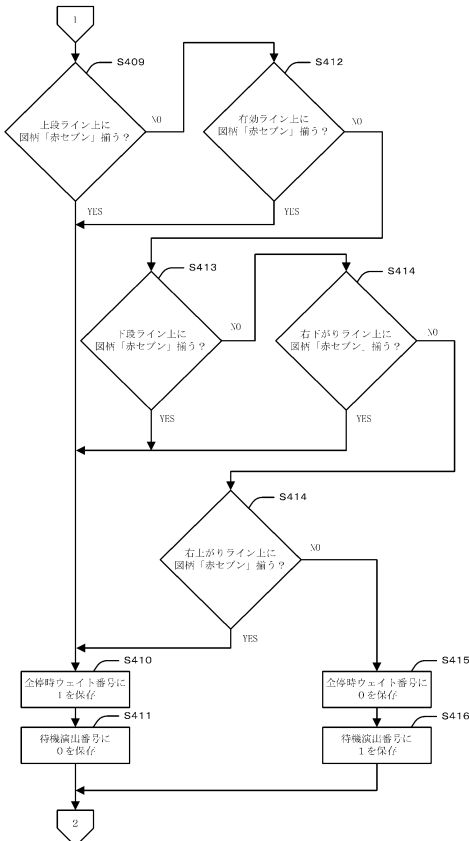 1
S409
上段ライン上に
図柄「赤セブン」揃う？
NO
YES
S412
有効ライン上に
図柄「赤セブン」揃う？
NO
YES
S413
下段ライン上に
図柄「赤セブン」揃う？
NO
YES
S414
右下がりライン上に
図柄「赤セブン」揃う？
NO
YES
S414
右上がりライン上に
図柄「赤セブン」揃う？
NO
YES
S410
全停時ウェイト番号に
1を保存
S411
待機演出番号に
0を保存
S415
全停時ウェイト番号に
0を保存
S416
待機演出番号に
1を保存
2